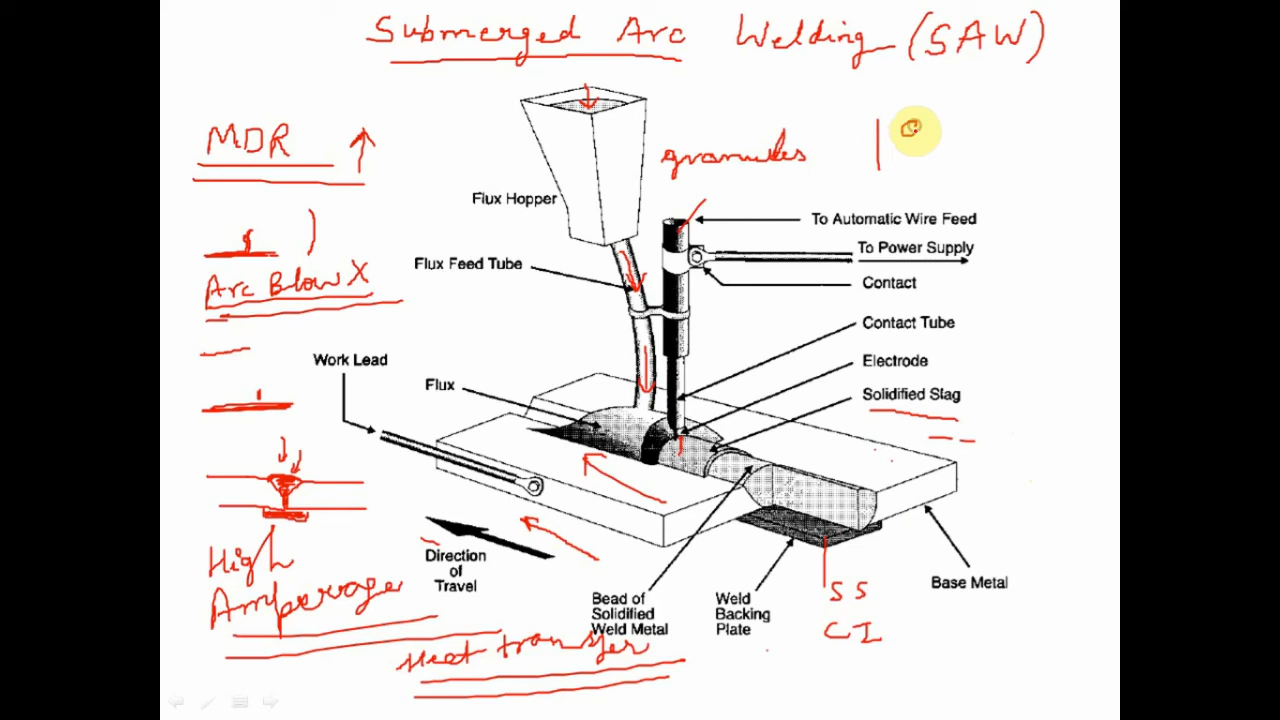 Submerged Arc Welding (SAW)
MDR
granules
Flux Hopper
To Automatic Wire Feed
To Power Supply
Flux Feed Tube
Contact
Arc Blow X
Contact Tube
Work Lead
Electrode
Flux
Solidified Slag
High
Amperage
Direction
of
Travel
Base Metal
Bead of
Solidified
Weld Metal
Weld
Backing
Plate
SS
CI
Heat transfer